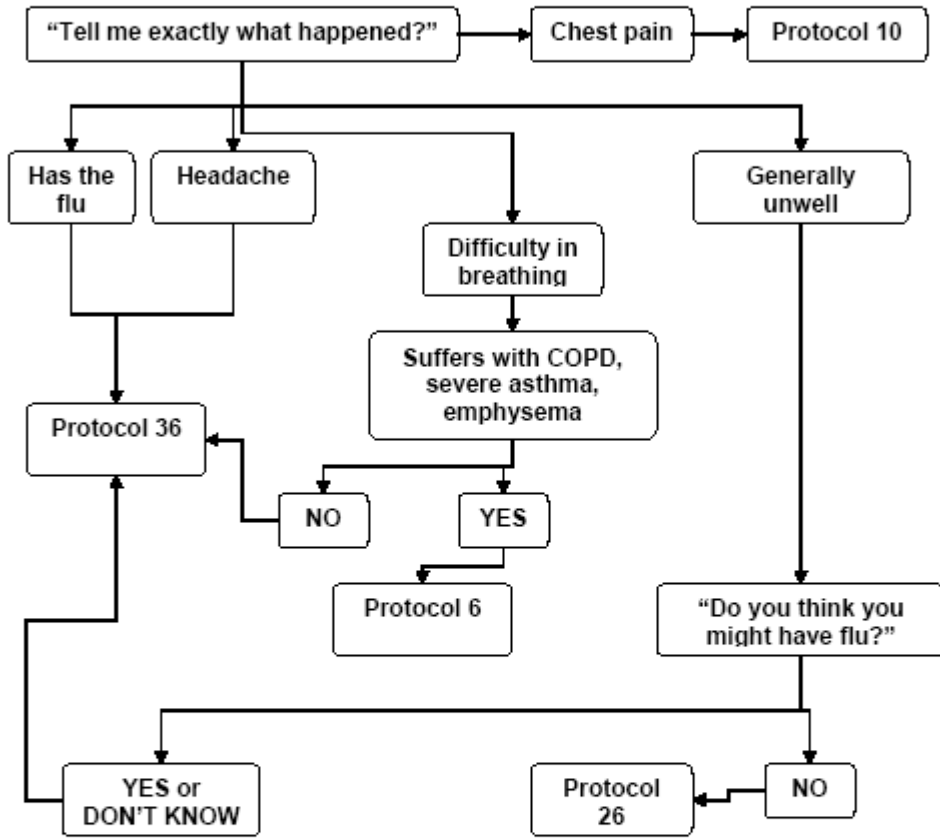 “Tell me exactly what happened?”
Chest pain
Protocol 10
Has the
flu
Headache
Generally
unwell
Difficulty in
breathing
Suffers with COPD,
severe asthma,
emphysema
Protocol 36
NO
YES
Protocol 6
“Do you think you
might have flu?”
YES or
DON'T KNOW
Protocol
26
NO